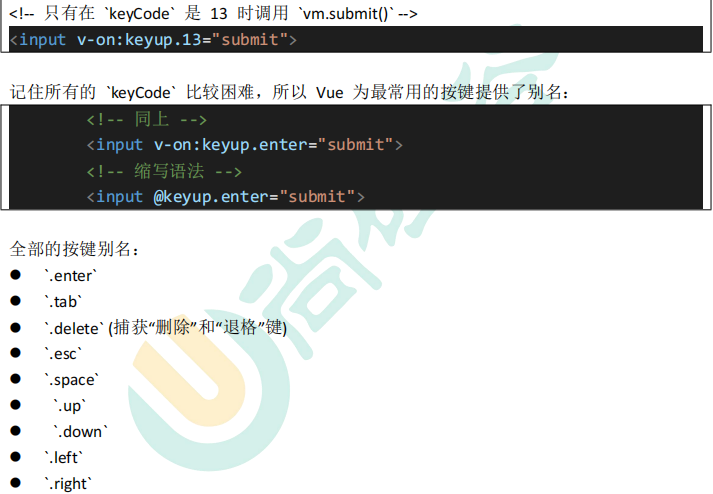 <!-- 只有在 `keyCode` 是 13 时调用 `vm.submit()` -->
<input v-on:keyup.13="submit">
记住所有的 `keyCode` 比较困难，所以 Vue 为最常用的按键提供了别名：
<!-- 同上 -->
<input v-on:keyup.enter="submit">
<!-- 缩写语法 -->
<input @keyup.enter="submit">
全部的按键别名：
● `.enter`
● `.tab`
● `.delete` (捕获“删除”和“退格”键)
● `.esc`
● `.space`
● `.up`
● `.down`
● `.left`
● `.right`